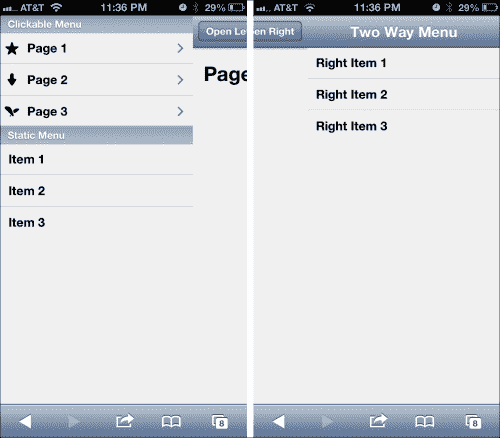 AT&T 11:36 PM 29%
Clickable Menu
Page 1
Page 2
Page 3
Static Menu
Item 1
Item 2
Item 3
Open Le
Page
8
AT&T 11:36 PM 29%
en Right
Two Way Menu
Right Item 1
Right Item 2
Right Item 3
8